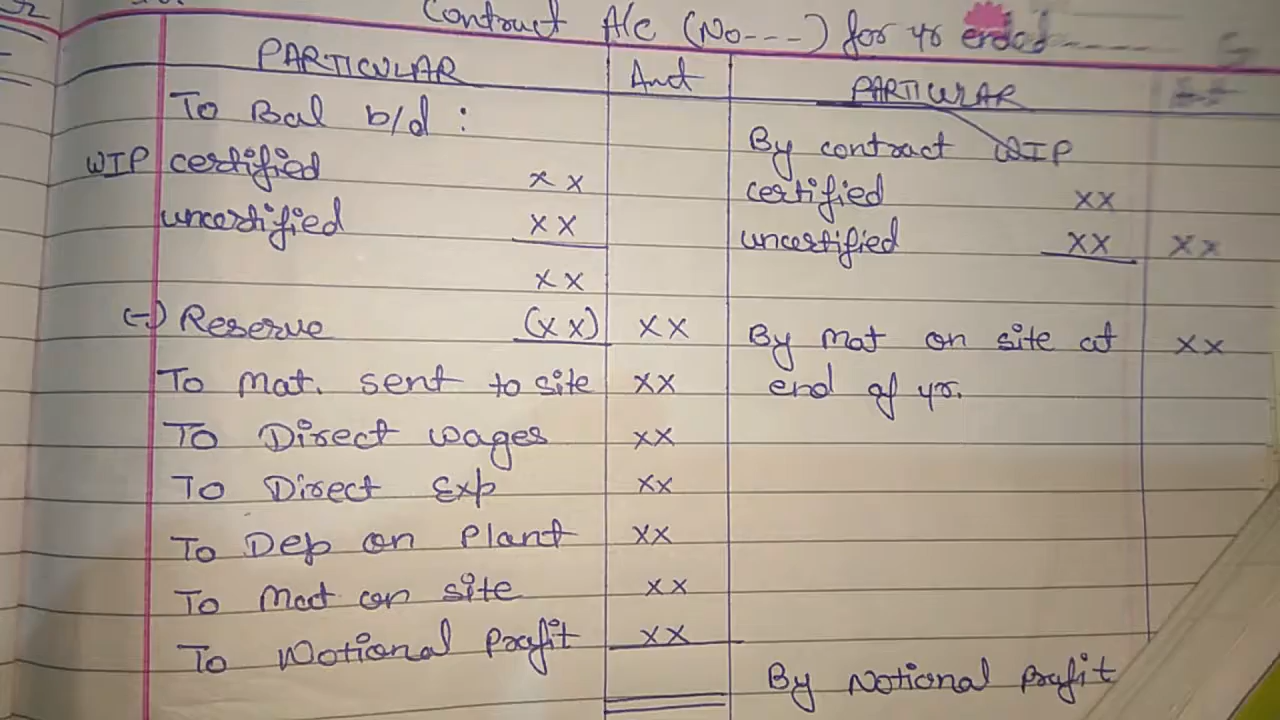 Contract A/c (No---) for yr ended------
PARTICULAR Amt PARTICULAR
To Bal b/d :
By contract WIP
WIP certified xx
certified xx
uncertified xx
uncertified xx xx
xx
(-) Reserve (xx) xx
By Mat on site at xx
To Mat. sent to site xx
end of yr.
To Direct wages xx
To Direct Exp xx
To Dep on Plant xx
To Mat on site xx
To Notional Profit xx
By Notional Profit